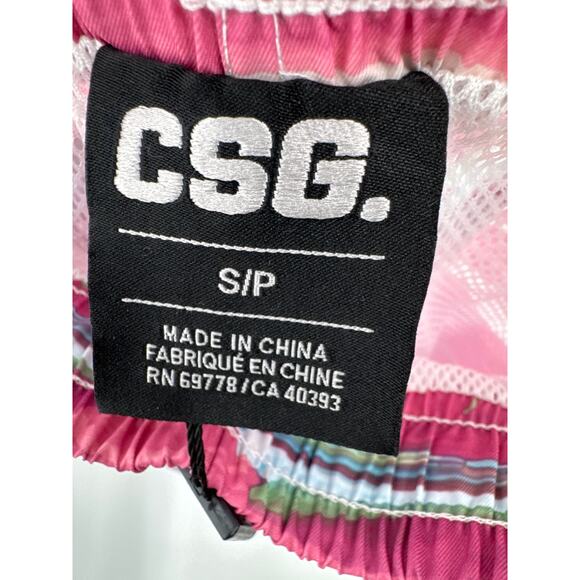 CSG.
S/P
MADE IN CHINA
FABRIQUÉ EN CHINE
RN 69778 / CA 40393